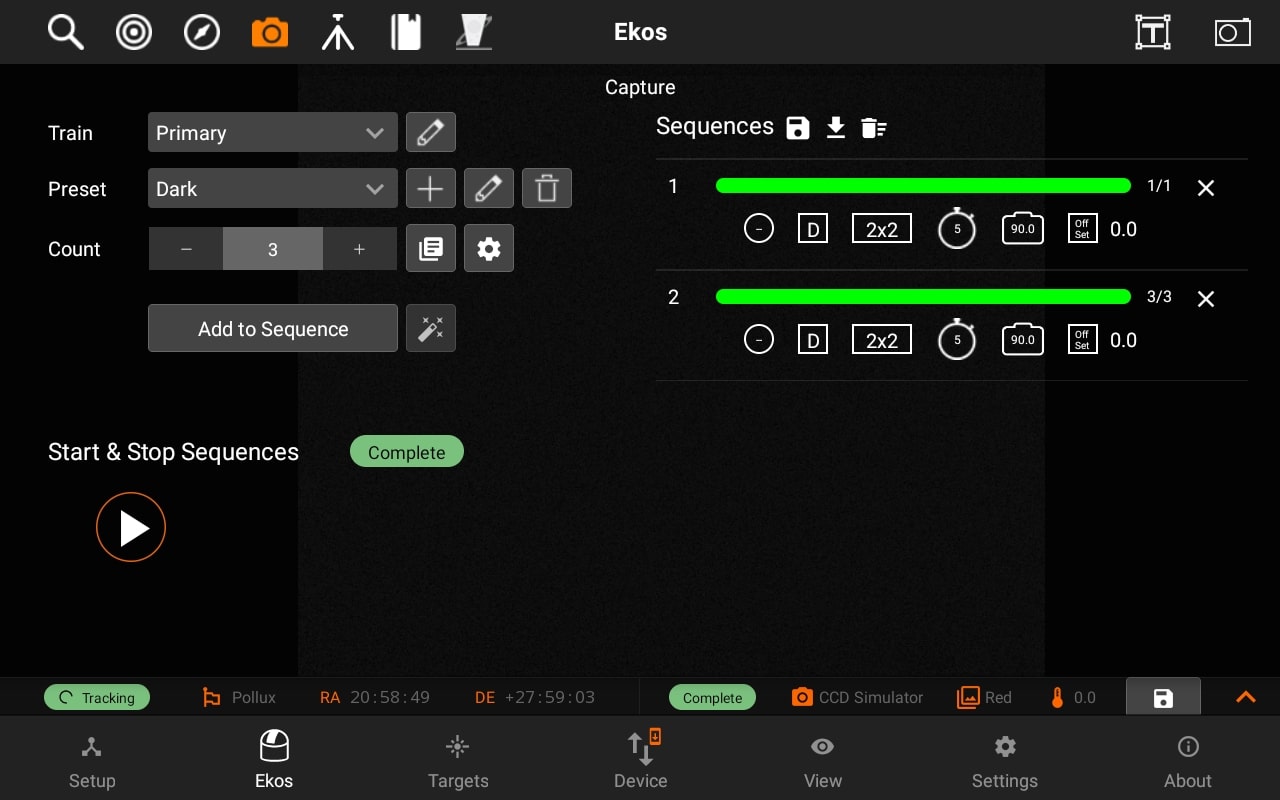 Ekos
T
Capture
Train
Primary
Preset
Dark
Count
− 3 +
Add to Sequence
Start & Stop Sequences
Complete
Sequences
1
1/1
-
D
2x2
5
90.0
Off
Set
0.0
2
3/3
-
D
2x2
5
90.0
Off
Set
0.0
Tracking
Pollux
RA 20:58:49
DE +27:59:03
Complete
CCD Simulator
Red
0.0
Setup
Ekos
Targets
Device
View
Settings
About